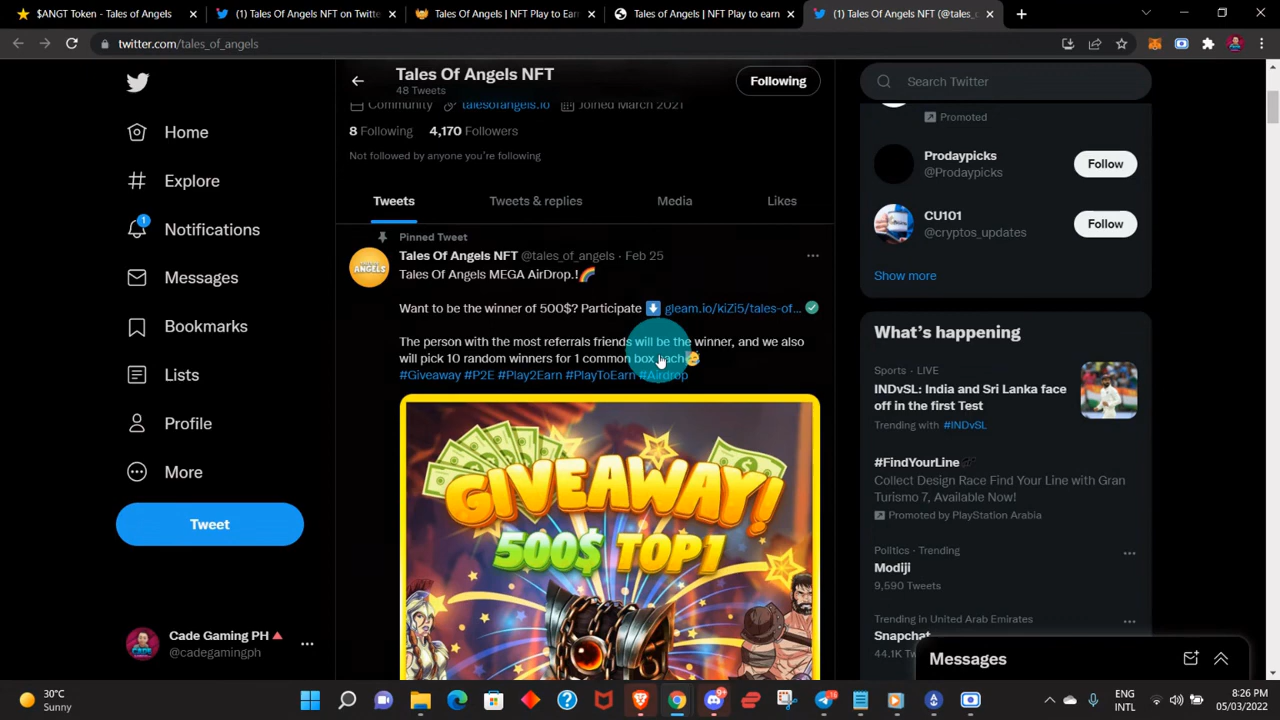 $ANGT Token - Tales of Angels
(1) Tales Of Angels NFT on Twitte
Tales Of Angels | NFT Play to Ear
Tales of Angels | NFT Play to earn
(1) Tales Of Angels NFT (@tales_o
twitter.com/tales_of_angels
Home
Explore
1
Notifications
Messages
Bookmarks
Lists
Profile
More
Tweet
Cade Gaming PH
@cadegamingph
Tales Of Angels NFT
48 Tweets
Following
Community talesofangels.io Joined March 2021
8 Following 4,170 Followers
Not followed by anyone you're following
Tweets
Tweets & replies
Media
Likes
Pinned Tweet
Tales Of Angels NFT @tales_of_angels · Feb 25
Tales Of Angels MEGA AirDrop.!🌈
Want to be the winner of 500$? Participate ⬇️ gleam.io/kiZi5/tales-of...
The person with the most referrals friends will be the winner, and we also
will pick 10 random winners for 1 common box each🥳
#Giveaway #P2E #Play2Earn #PlayToEarn #Airdrop
ANGELS
GIVEAWAY!
500$ TOP1
Search Twitter
Promoted
Prodaypicks
@Prodaypicks
Follow
CU101
@cryptos_updates
Follow
Show more
What's happening
Sports · LIVE
INDvSL: India and Sri Lanka face
off in the first Test
Trending with #INDvSL
#FindYourLine
Collect Design Race Find Your Line with Gran
Turismo 7, Available Now!
Promoted by PlayStation Arabia
Politics · Trending
Modiji
9,590 Tweets
Trending in United Arab Emirates
Snapchat
44.1K
Messages
30°C
Sunny
ENG
INTL
8:26 PM
05/03/2022